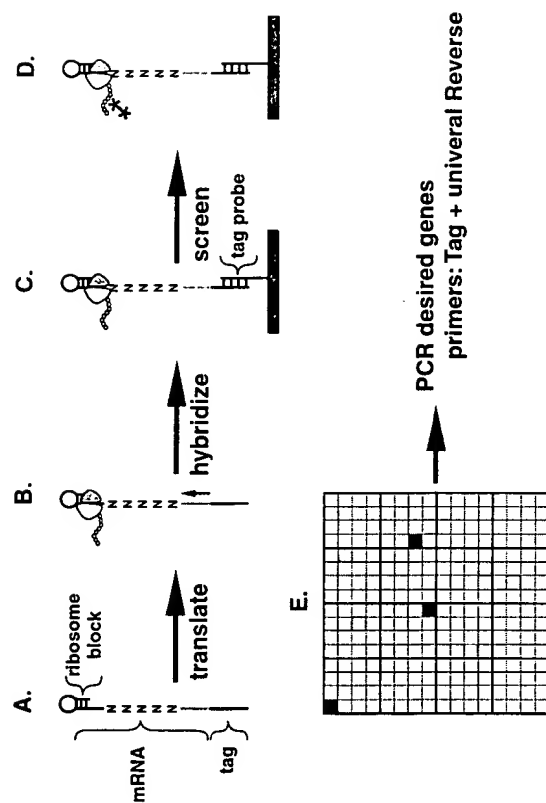 A.
B.
C.
D.
ribosome
block
mRNA
N N N N N
N N N N N
N N N N N
N N N N N
translate
hybridize
screen
tag probe
tag
E.
PCR desired genes
primers: Tag + univeral Reverse